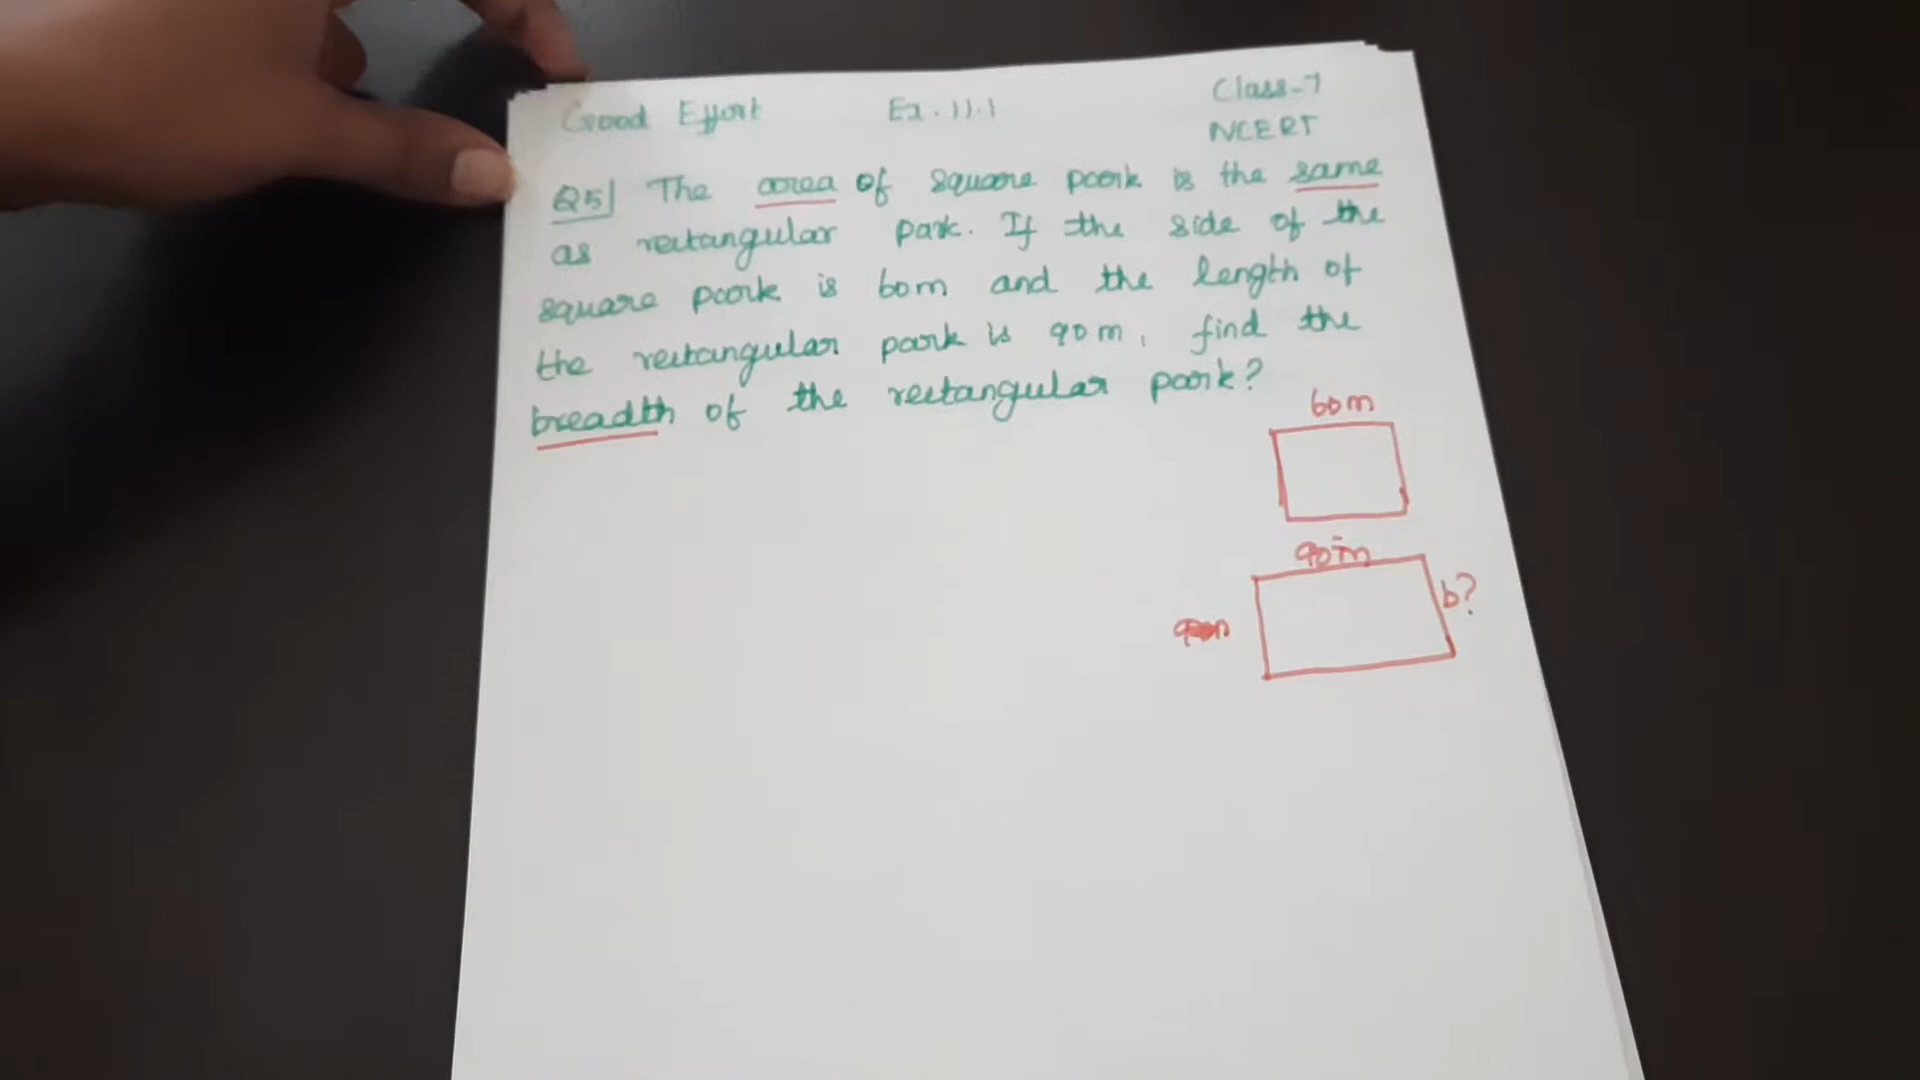 Good Effort Ex. 11.1 Class-7
NCERT
Q5| The area of square park is the same
as rectangular park. If the side of the
square park is 60m and the length of
the rectangular park is 90m, find the
breadth of the rectangular park?
60m
90m
b?